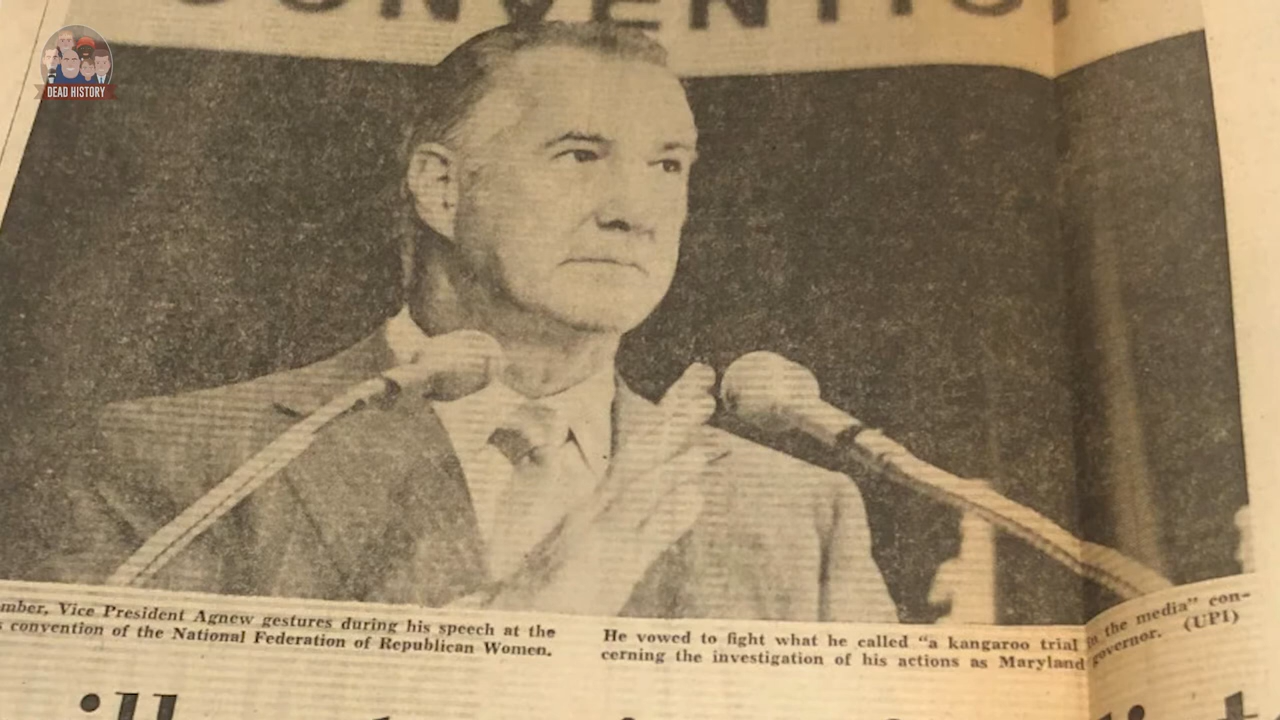 CONVENTION
DEAD HISTORY
mber, Vice President Agnew gestures during his speech at the
s convention of the National Federation of Republican Women.
He vowed to fight what he called "a kangaroo trial in the media" con-
cerning the investigation of his actions as Maryland governor. (UPI)